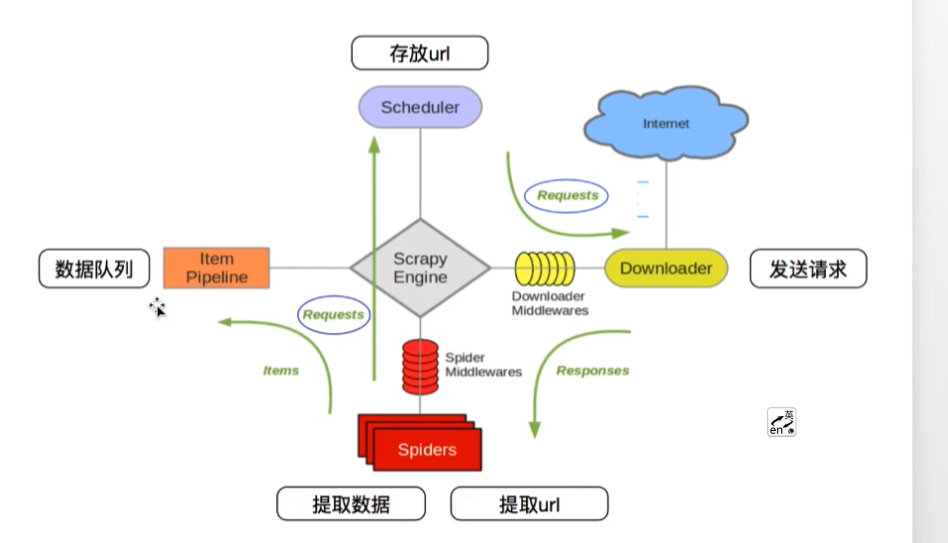 存放url
Scheduler
Internet
Requests
数据队列
Item
Pipeline
Scrapy
Engine
Downloader
发送请求
Downloader
Middlewares
Requests
Items
Spider
Middlewares
Responses
Spiders
英
en
提取数据
提取url